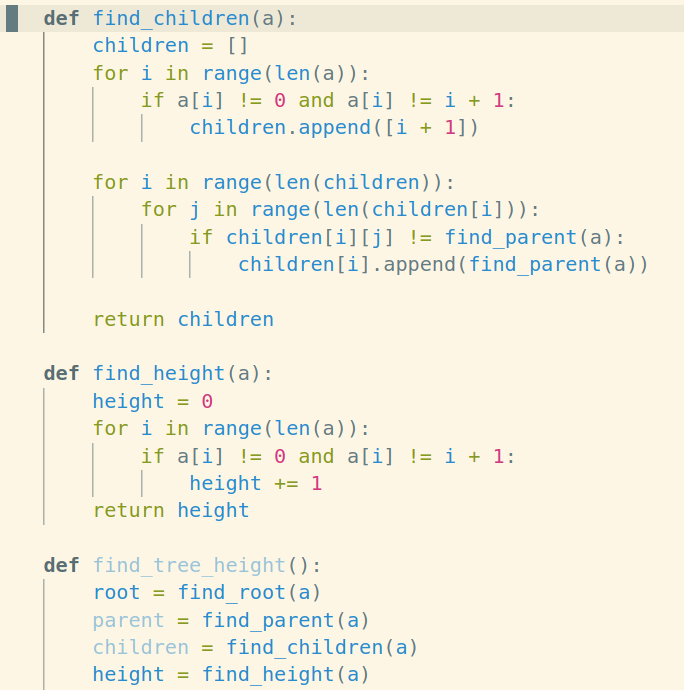 def find_children(a):
    children = []
    for i in range(len(a)):
        if a[i] != 0 and a[i] != i + 1:
            children.append([i + 1])

    for i in range(len(children)):
        for j in range(len(children[i])):
            if children[i][j] != find_parent(a):
                children[i].append(find_parent(a))

    return children

def find_height(a):
    height = 0
    for i in range(len(a)):
        if a[i] != 0 and a[i] != i + 1:
            height += 1
    return height

def find_tree_height():
    root = find_root(a)
    parent = find_parent(a)
    children = find_children(a)
    height = find_height(a)